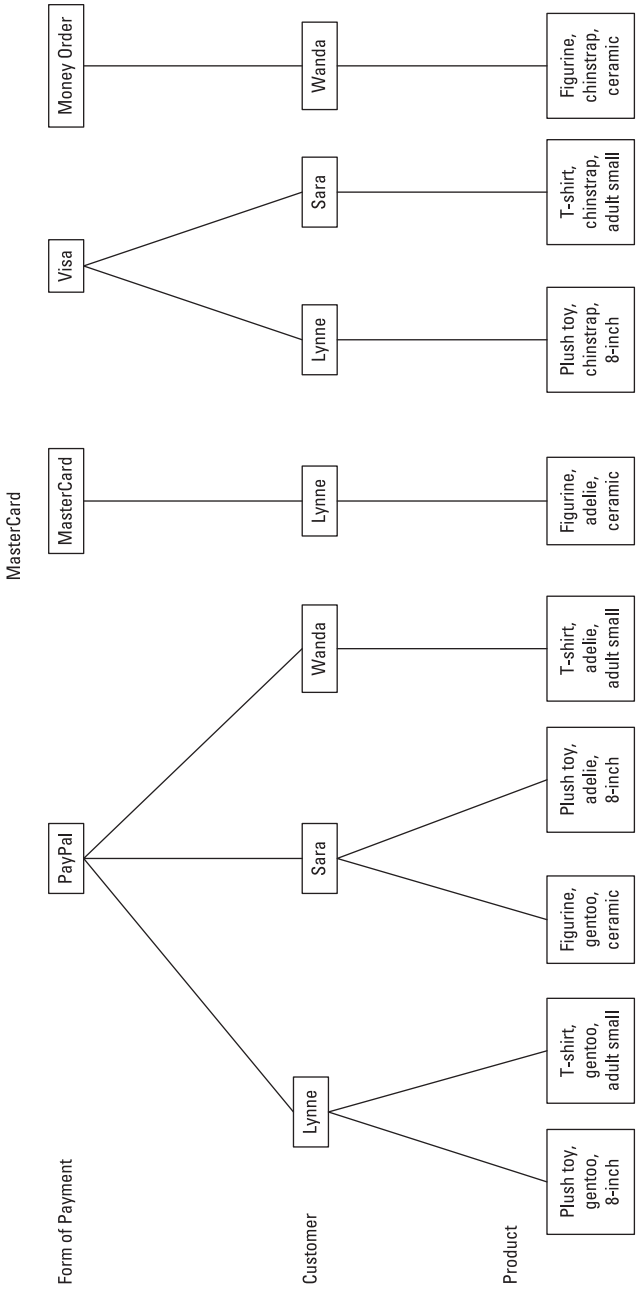 MasterCard
Form of Payment
PayPal
MasterCard
Visa
Money Order
Customer
Lynne
Sara
Wanda
Lynne
Lynne
Sara
Wanda
Product
Plush toy,
gentoo,
8-inch
T-shirt,
gentoo,
adult small
Figurine,
gentoo,
ceramic
Plush toy,
adelie,
8-inch
T-shirt,
adelie,
adult small
Figurine,
adelie,
ceramic
Plush toy,
chinstrap,
8-inch
T-shirt,
chinstrap,
adult small
Figurine,
chinstrap,
ceramic